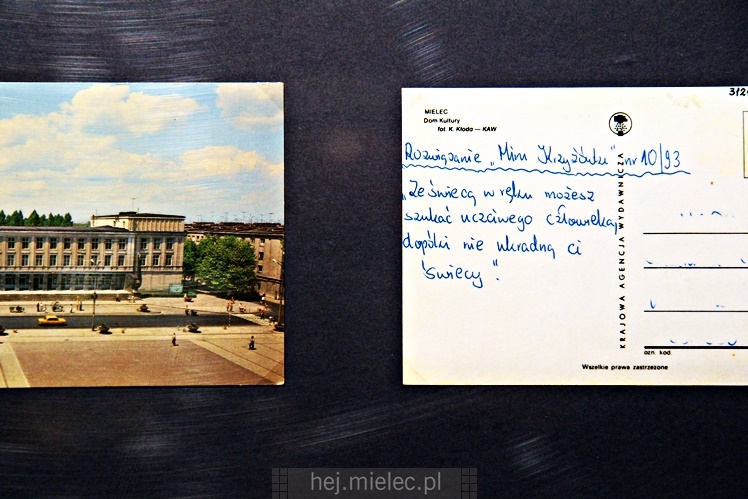 MIELEC
Dom Kultury
fot. K. Kłoda — KAW
312
Rozwiązanie „Mini Krzyżówki" nr 10/93
„Ze świecą w ręku możesz
szukać uczciwego człowieka,
dopóki nie ukradną ci
świecy".
KRAJOWA AGENCJA WYDAWNICZA
ozn. kod.
Wszelkie prawa zastrzeżone
hej.mielec.pl